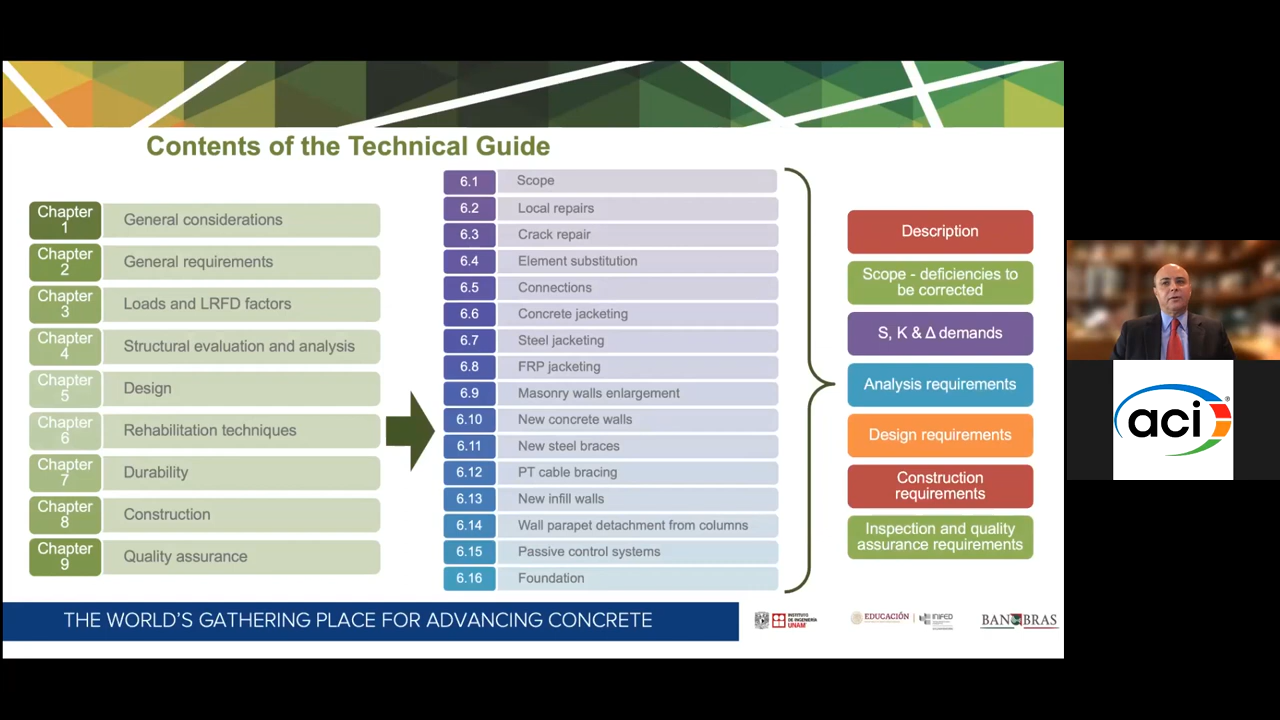 Contents of the Technical Guide
Chapter
1
General considerations
Chapter
2
General requirements
Chapter
3
Loads and LRFD factors
Chapter
4
Structural evaluation and analysis
Chapter
5
Design
Chapter
6
Rehabilitation techniques
Chapter
7
Durability
Chapter
8
Construction
Chapter
9
Quality assurance
6.1 Scope
6.2 Local repairs
6.3 Crack repair
6.4 Element substitution
6.5 Connections
6.6 Concrete jacketing
6.7 Steel jacketing
6.8 FRP jacketing
6.9 Masonry walls enlargement
6.10 New concrete walls
6.11 New steel braces
6.12 PT cable bracing
6.13 New infill walls
6.14 Wall parapet detachment from columns
6.15 Passive control systems
6.16 Foundation
Description
Scope - deficiencies to
be corrected
S, K & Δ demands
Analysis requirements
Design requirements
Construction
requirements
Inspection and quality
assurance requirements
THE WORLD'S GATHERING PLACE FOR ADVANCING CONCRETE
INSTITUTO
DE INGENIERÍA
UNAM
EDUCACIÓN
INIFED
BANOBRAS
aci®